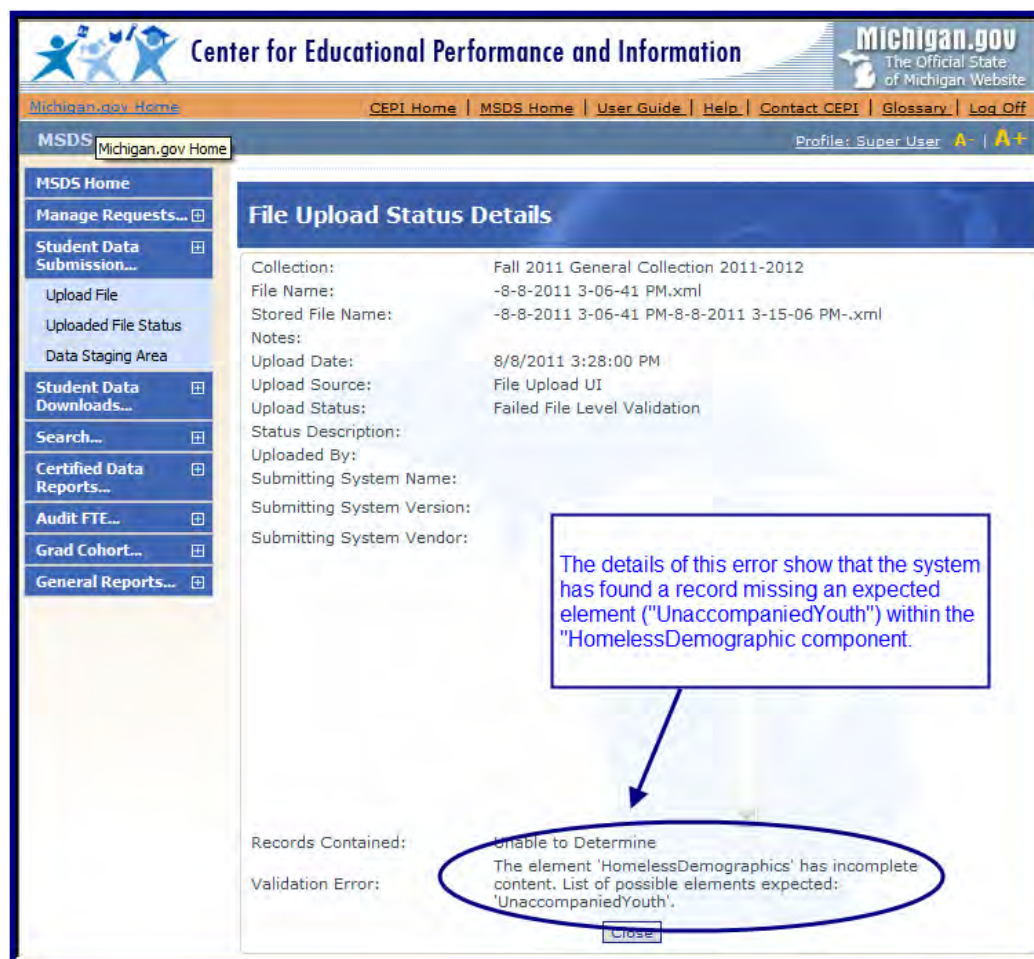 Center for Educational Performance and Information
Michigan.gov
The Official State
of Michigan Website
Michigan.gov Home
CEPI Home | MSDS Home | User Guide | Help | Contact CEPI | Glossary | Log Off
MSDS
Michigan.gov Home
Profile: Super User A- | A+
MSDS Home
Manage Requests...
Student Data
Submission...
Upload File
Uploaded File Status
Data Staging Area
Student Data
Downloads...
Search...
Certified Data
Reports...
Audit FTE...
Grad Cohort...
General Reports...
File Upload Status Details
Collection: Fall 2011 General Collection 2011-2012
File Name: -8-8-2011 3-06-41 PM.xml
Stored File Name: -8-8-2011 3-06-41 PM-8-8-2011 3-15-06 PM-.xml
Notes:
Upload Date: 8/8/2011 3:28:00 PM
Upload Source: File Upload UI
Upload Status: Failed File Level Validation
Status Description:
Uploaded By:
Submitting System Name:
Submitting System Version:
Submitting System Vendor:
The details of this error show that the system
has found a record missing an expected
element ("UnaccompaniedYouth") within the
"HomelessDemographic component.
Records Contained: Unable to Determine
Validation Error: The element 'HomelessDemographics' has incomplete
content. List of possible elements expected:
'UnaccompaniedYouth'.
Close